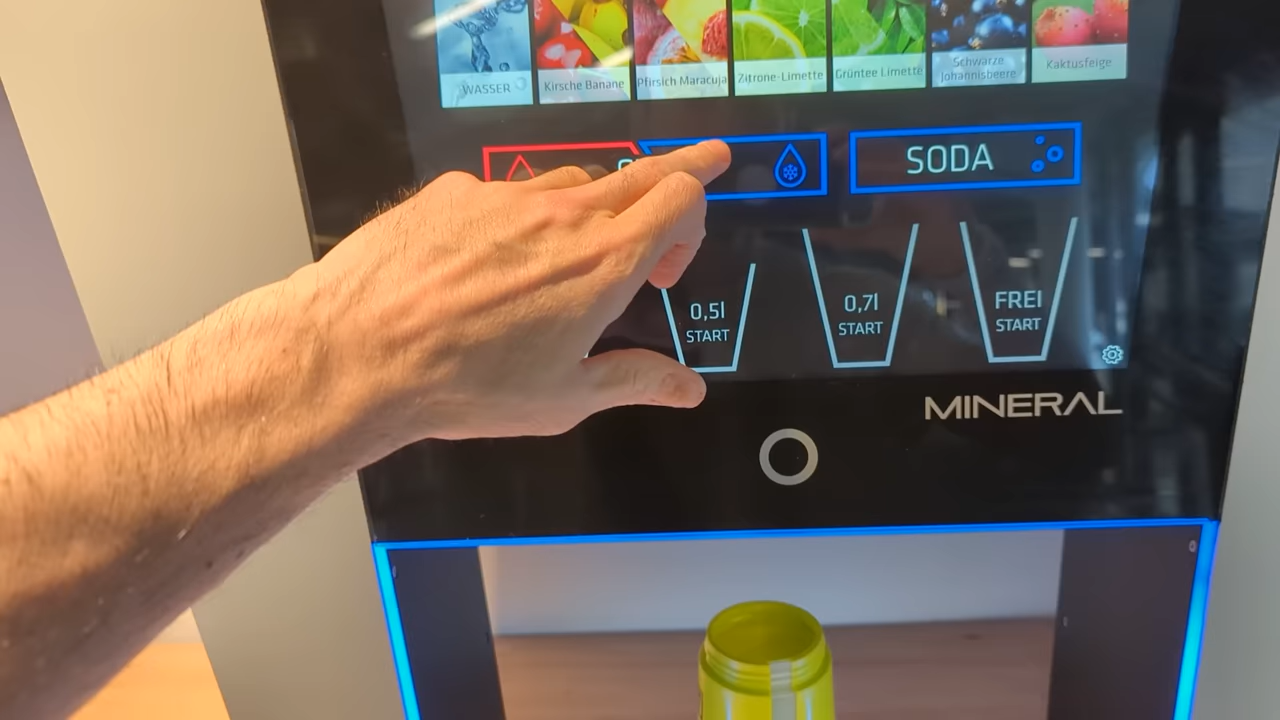 WASSER
Kirsche Banane
Pfirsich Maracuja
Zitrone-Limette
Grüntee Limette
Schwarze
Johannisbeere
Kaktusfeige
SODA
0,5l
START
0,7l
START
FREI
START
MINERAL